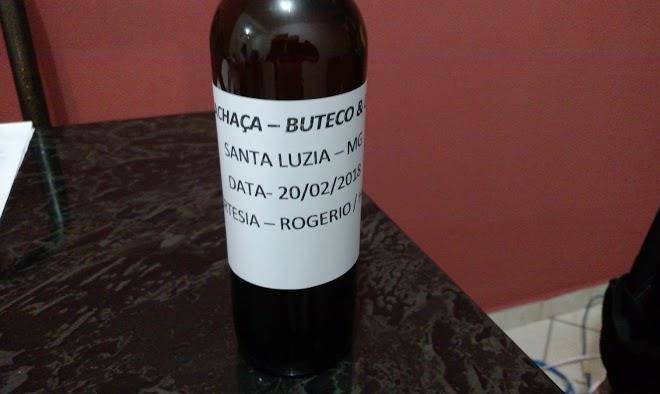 ACHAÇA – BUTECO &
SANTA LUZIA – MG
DATA- 20/02/2018
RTESIA – ROGERIO /